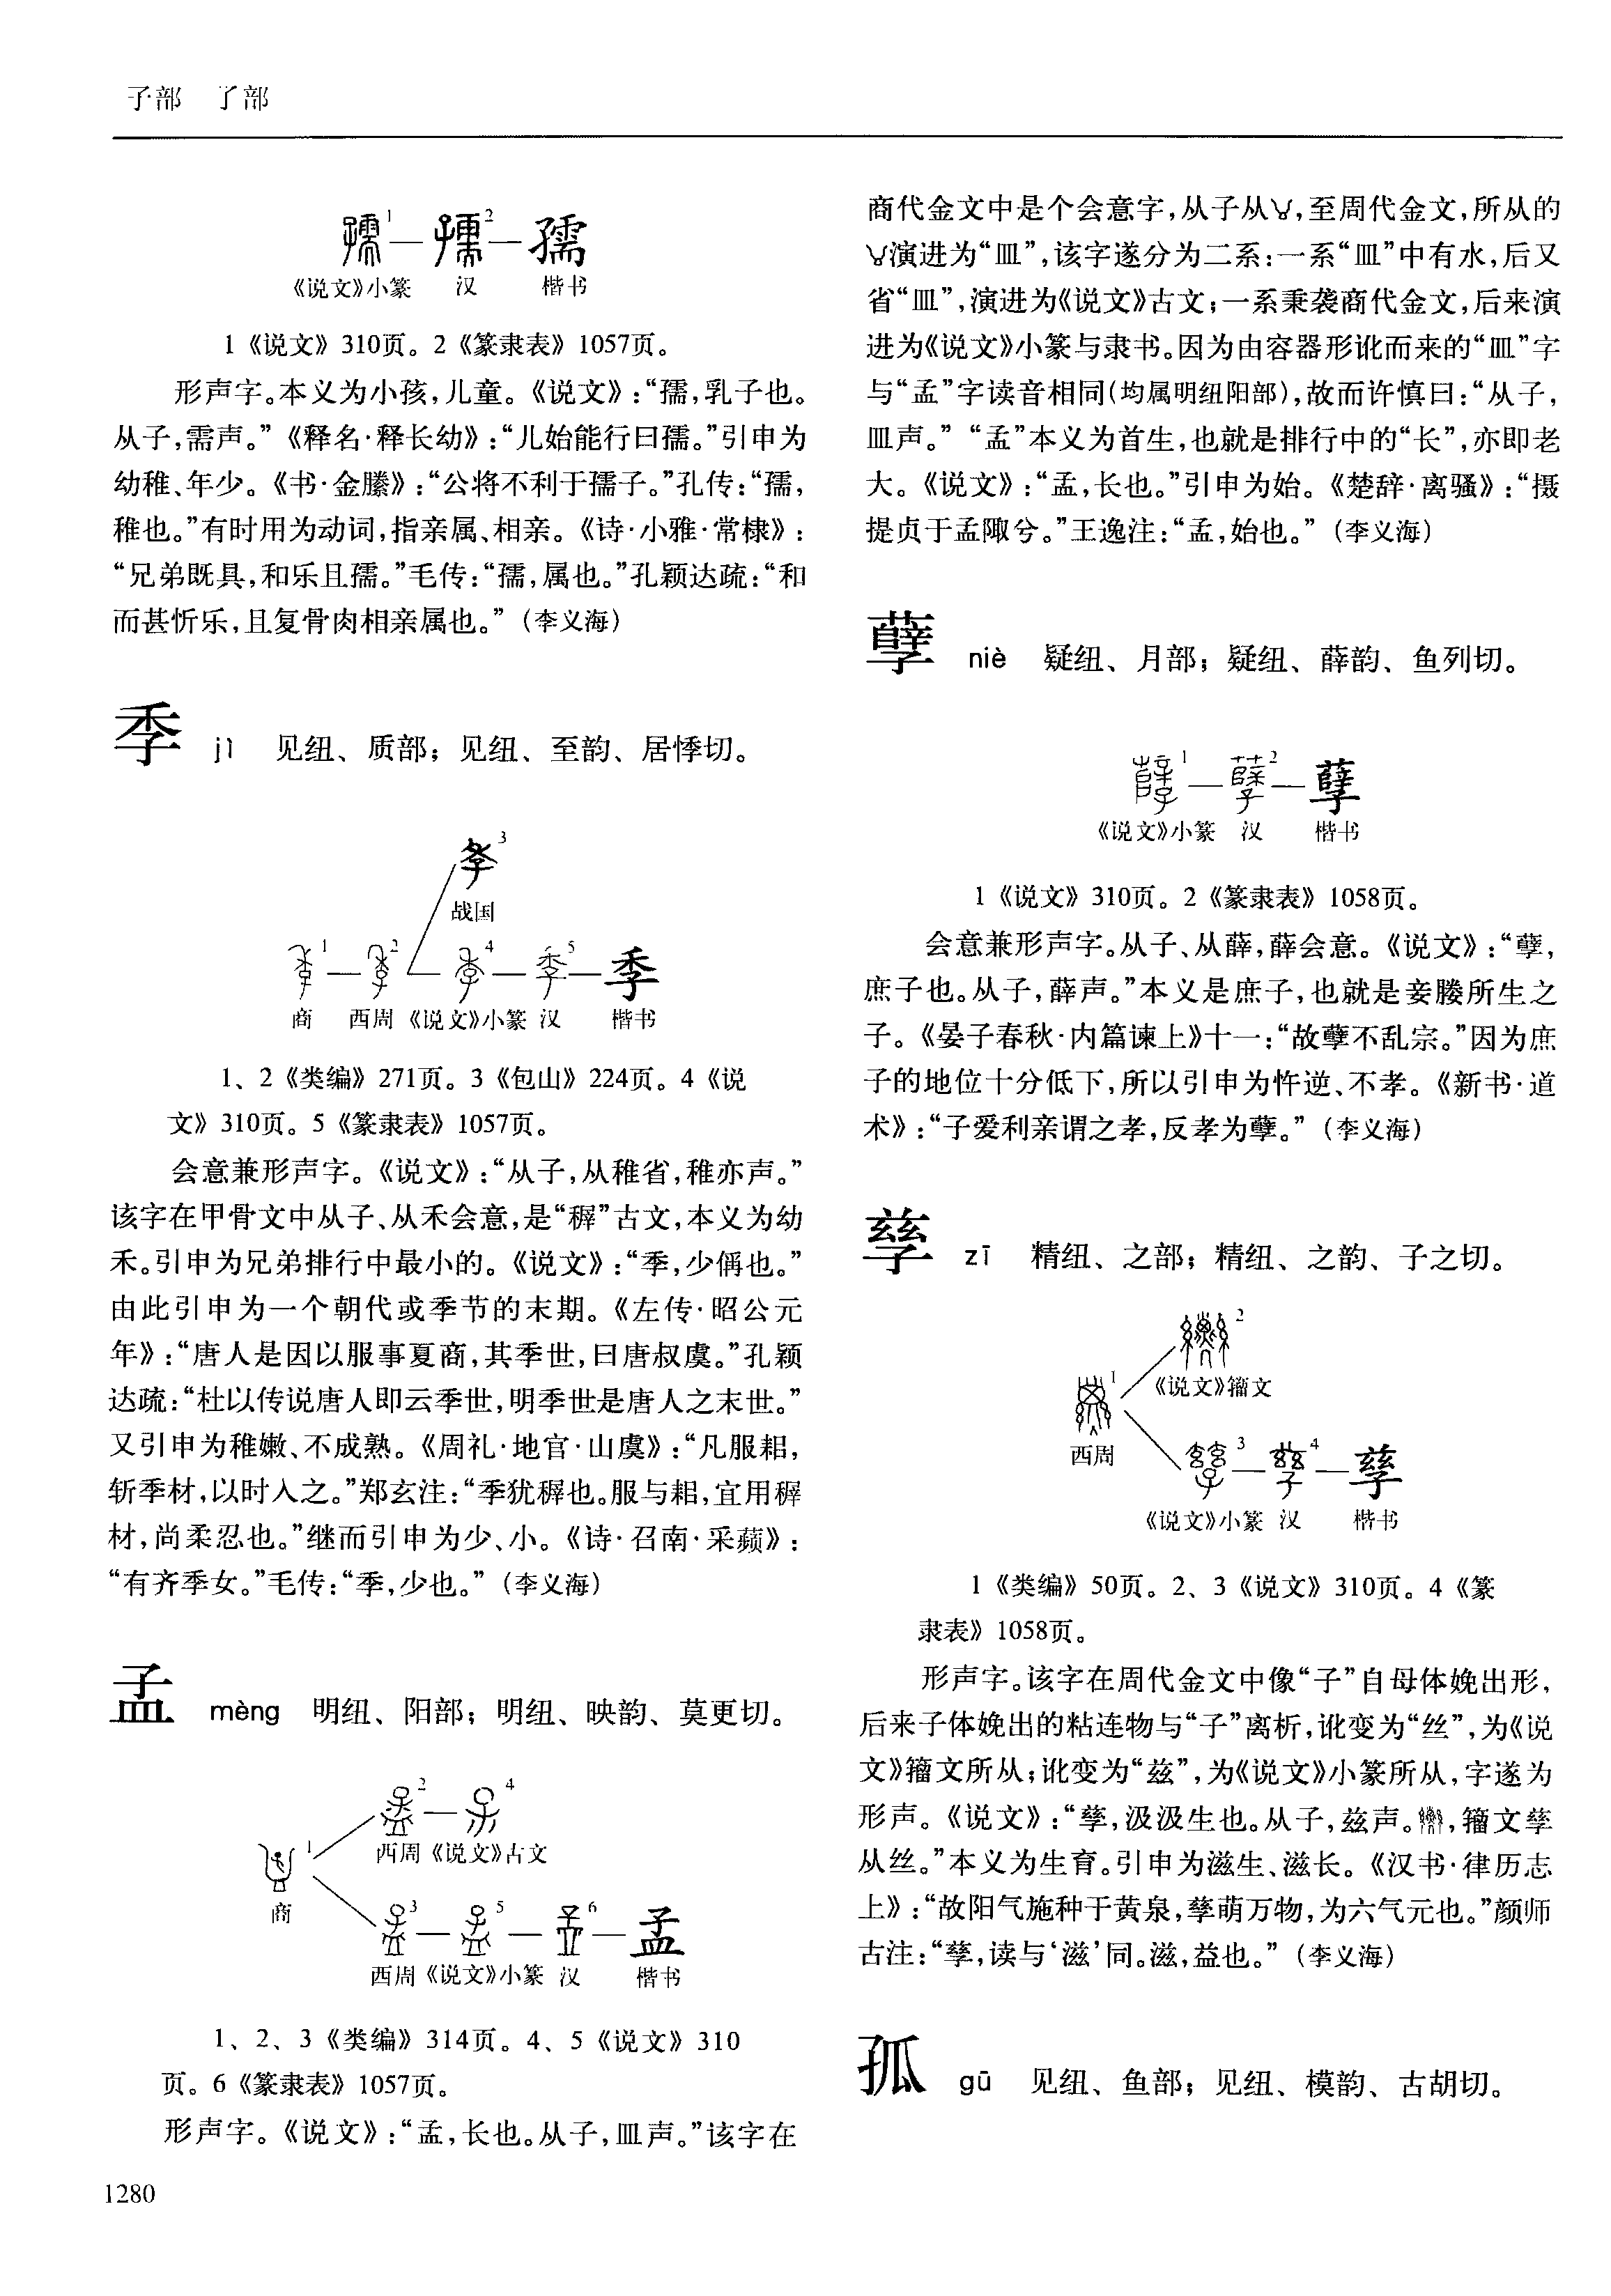 子部　了部
孺
《说文》小篆　汉　楷书
1《说文》310页。2《篆隶表》1057页。
形声字。本义为小孩,儿童。《说文》:“孺,乳子也。
从子,需声。”《释名·释长幼》:“儿始能行曰孺。”引申为
幼稚、年少。《书·金縢》:“公将不利于孺子。”孔传:“孺,
稚也。”有时用为动词,指亲属、相亲。《诗·小雅·常棣》:
“兄弟既具,和乐且孺。”毛传:“孺,属也。”孔颖达疏:“和
而甚忻乐,且复骨肉相亲属也。”(李义海)
季　jì　见纽、质部；见纽、至韵、居悸切。
3
战国
1 2 4 5 季
商　西周《说文》小篆 汉　楷书
1、2《类编》271页。3《包山》224页。4《说
文》310页。5《篆隶表》1057页。
会意兼形声字。《说文》:“从子,从稚省,稚亦声。”
该字在甲骨文中从子、从禾会意,是“稺”古文,本义为幼
禾。引申为兄弟排行中最小的。《说文》:“季,少偁也。”
由此引申为一个朝代或季节的末期。《左传·昭公元
年》:“唐人是因以服事夏商,其季世,曰唐叔虞。”孔颖
达疏:“杜以传说唐人即云季世,明季世是唐人之末世。”
又引申为稚嫩、不成熟。《周礼·地官·山虞》:“凡服耜,
斩季材,以时入之。”郑玄注:“季犹稺也。服与耜,宜用稺
材,尚柔忍也。”继而引申为少、小。《诗·召南·采蘋》:
“有齐季女。”毛传:“季,少也。”(李义海)
孟　mèng　明纽、阳部；明纽、映韵、莫更切。
2 4
西周《说文》古文
1
商
3 5 6 孟
西周《说文》小篆 汉　楷书
1、2、3《类编》314页。4、5《说文》310
页。6《篆隶表》1057页。
形声字。《说文》:“孟,长也。从子,皿声。”该字在
1280
商代金文中是个会意字,从子从,至周代金文,所从的
演进为“皿”,该字遂分为二系:一系“皿”中有水,后又
省“皿”,演进为《说文》古文;一系秉袭商代金文,后来演
进为《说文》小篆与隶书。因为由容器形讹而来的“皿”字
与“孟”字读音相同(均属明纽阳部),故而许慎曰:“从子,
皿声。”“孟”本义为首生,也就是排行中的“长”,亦即老
大。《说文》:“孟,长也。”引申为始。《楚辞·离骚》:“摄
提贞于孟陬兮。”王逸注:“孟,始也。”(李义海)
孽　niè　疑纽、月部；疑纽、薛韵、鱼列切。
1 2 孽
《说文》小篆　汉　楷书
1《说文》310页。2《篆隶表》1058页。
会意兼形声字。从子、从薛,薛会意。《说文》:“孽,
庶子也。从子,薛声。”本义是庶子,也就是妾媵所生之
子。《晏子春秋·内篇谏上》十一:“故孽不乱宗。”因为庶
子的地位十分低下,所以引申为忤逆、不孝。《新书·道
术》:“子爱利亲谓之孝,反孝为孽。”(李义海)
孳　zī　精纽、之部；精纽、之韵、子之切。
2
《说文》籀文
1
西周
3 4 孳
《说文》小篆 汉　楷书
1《类编》50页。2、3《说文》310页。4《篆
隶表》1058页。
形声字。该字在周代金文中像“子”自母体娩出形,
后来子体娩出的粘连物与“子”离析,讹变为“丝”,为《说
文》籀文所从;讹变为“兹”,为《说文》小篆所从,字遂为
形声。《说文》:“孳,汲汲生也。从子,兹声。,籀文孳
从丝。”本义为生育。引申为滋生、滋长。《汉书·律历志
上》:“故阳气施种于黄泉,孳萌万物,为六气元也。”颜师
古注:“孳,读与‘滋’同。滋,益也。”(李义海)
孤　gū　见纽、鱼部；见纽、模韵、古胡切。